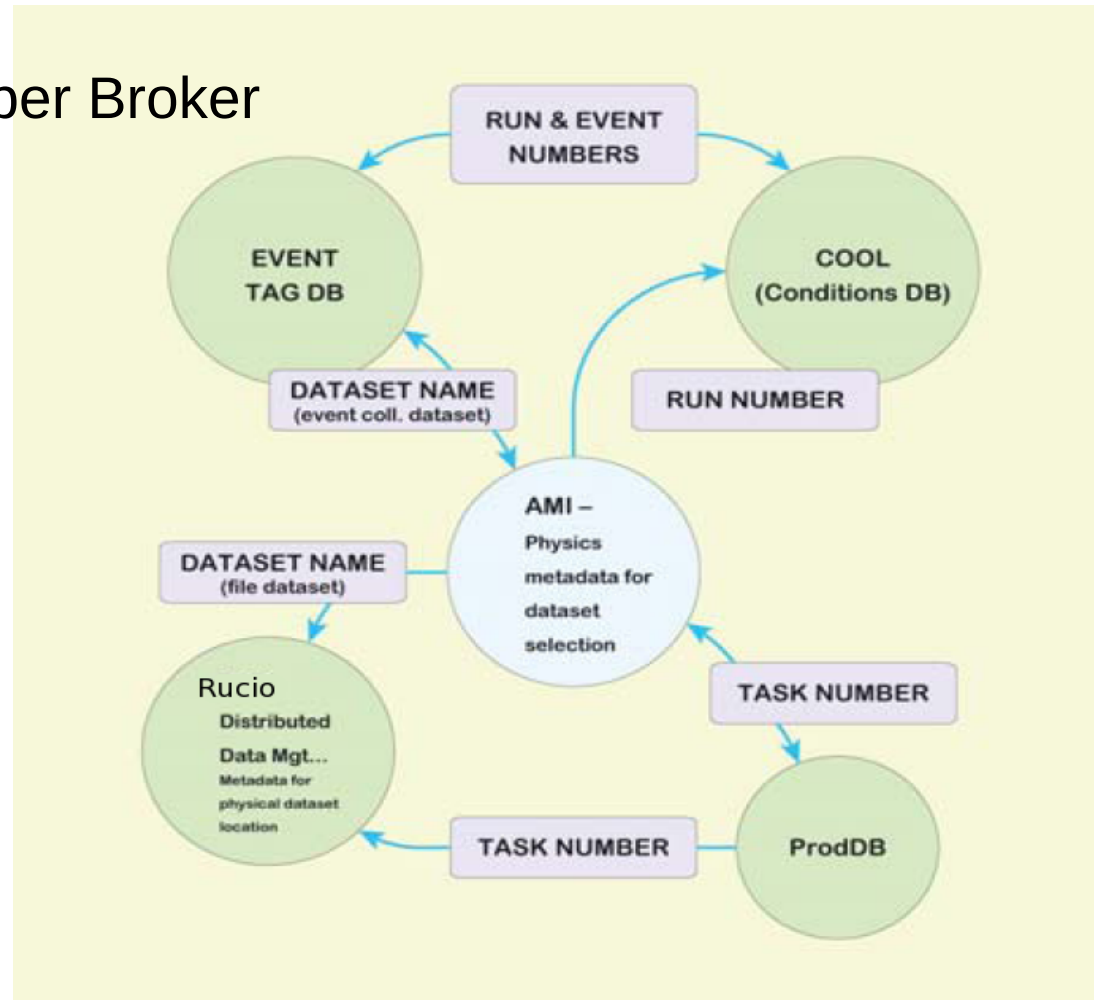 Broker
RUN & EVENT
NUMBERS
EVENT
TAG DB
COOL
(Conditions DB)
DATASET NAME
(event coll. dataset)
RUN NUMBER
AMI –
Physics
metadata for
dataset
selection
DATASET NAME
(file dataset)
Rucio
Distributed
Data Mgt...
Metadata for
physical dataset
location
TASK NUMBER
TASK NUMBER
ProdDB